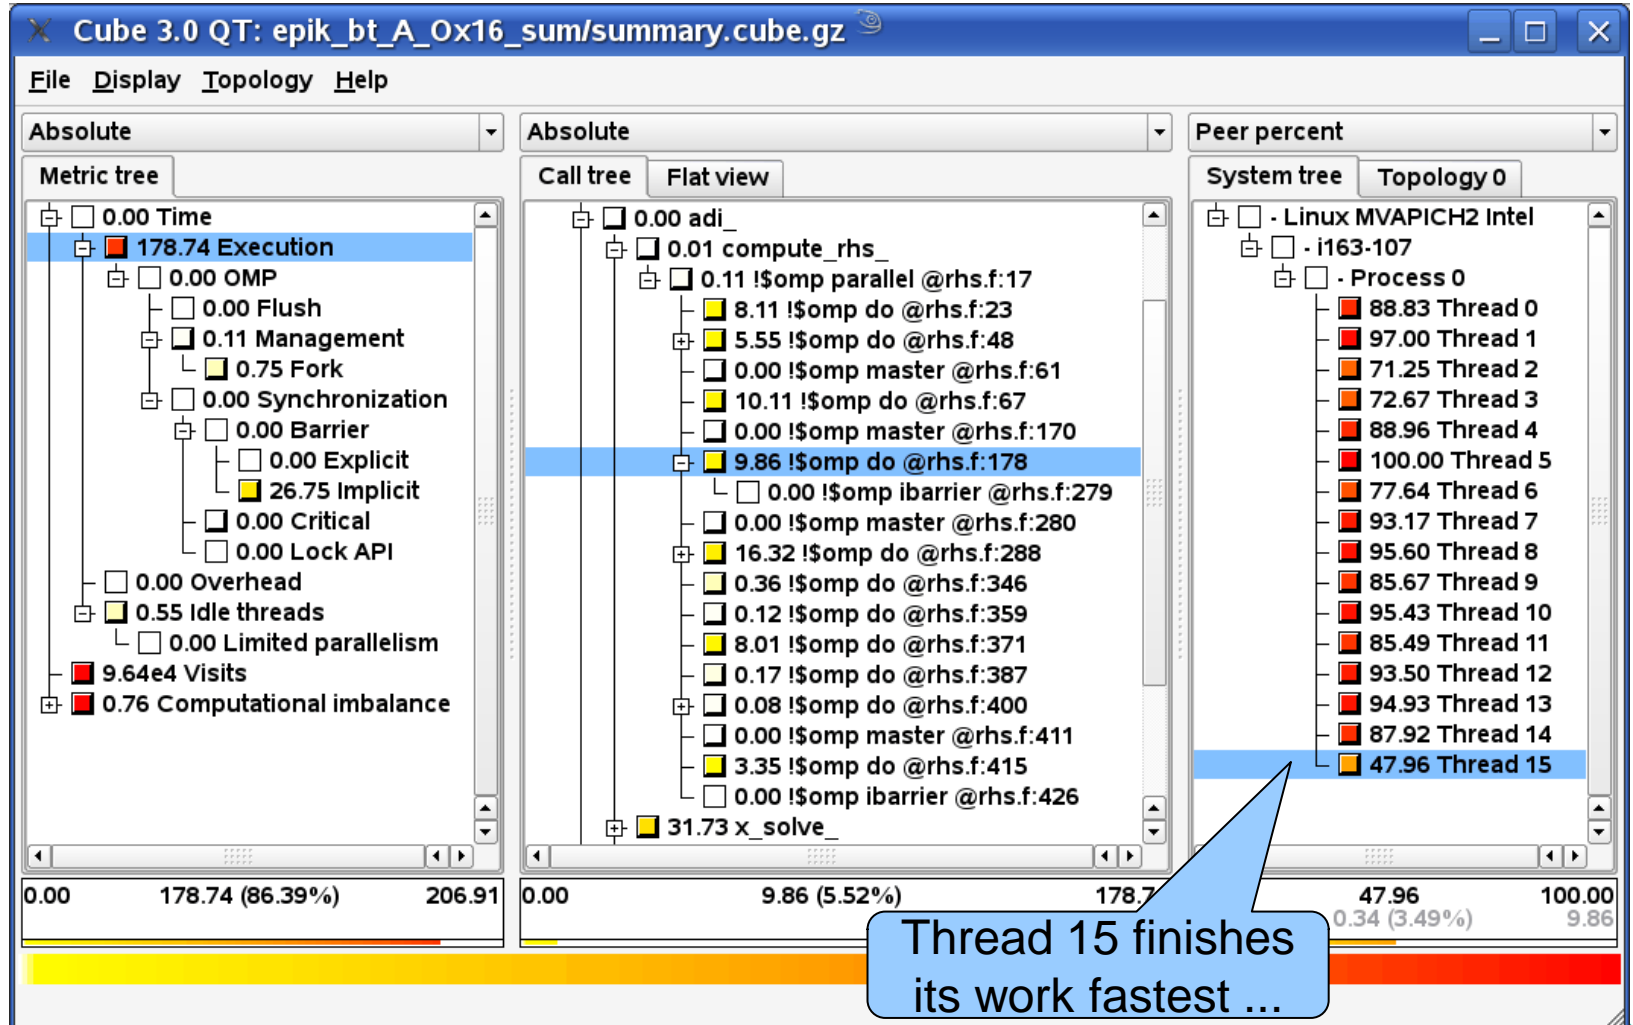 Cube 3.0 QT: epik_bt_A_Ox16_sum/summary.cube.gz
File Display Topology Help
Absolute
Metric tree
0.00 Time
178.74 Execution
0.00 OMP
0.00 Flush
0.11 Management
0.75 Fork
0.00 Synchronization
0.00 Barrier
0.00 Explicit
26.75 Implicit
0.00 Critical
0.00 Lock API
0.00 Overhead
0.55 Idle threads
0.00 Limited parallelism
9.64e4 Visits
0.76 Computational imbalance
0.00 178.74 (86.39%) 206.91
Absolute
Call tree Flat view
0.00 adi_
0.01 compute_rhs_
0.11 !$omp parallel @rhs.f:17
8.11 !$omp do @rhs.f:23
5.55 !$omp do @rhs.f:48
0.00 !$omp master @rhs.f:61
10.11 !$omp do @rhs.f:67
0.00 !$omp master @rhs.f:170
9.86 !$omp do @rhs.f:178
0.00 !$omp ibarrier @rhs.f:279
0.00 !$omp master @rhs.f:280
16.32 !$omp do @rhs.f:288
0.36 !$omp do @rhs.f:346
0.12 !$omp do @rhs.f:359
8.01 !$omp do @rhs.f:371
0.17 !$omp do @rhs.f:387
0.08 !$omp do @rhs.f:400
0.00 !$omp master @rhs.f:411
3.35 !$omp do @rhs.f:415
0.00 !$omp ibarrier @rhs.f:426
31.73 x_solve_
0.00 9.86 (5.52%) 178.7
Peer percent
System tree Topology 0
- Linux MVAPICH2 Intel
- i163-107
- Process 0
88.83 Thread 0
97.00 Thread 1
71.25 Thread 2
72.67 Thread 3
88.96 Thread 4
100.00 Thread 5
77.64 Thread 6
93.17 Thread 7
95.60 Thread 8
85.67 Thread 9
95.43 Thread 10
85.49 Thread 11
93.50 Thread 12
94.93 Thread 13
87.92 Thread 14
47.96 Thread 15
47.96 100.00
0.34 (3.49%) 9.86
Thread 15 finishes
its work fastest ...